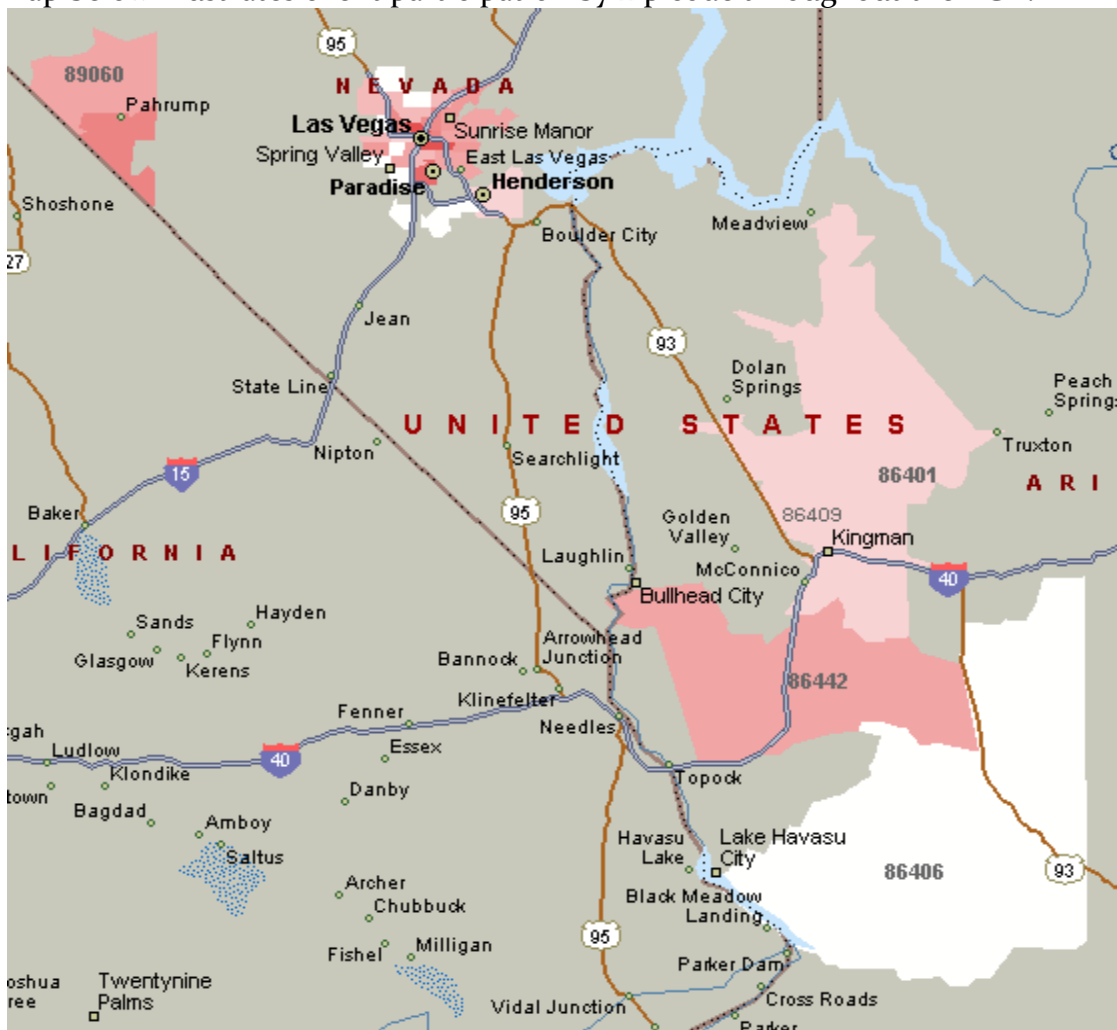 95
89060
NEVADA
Pahrump
Las Vegas
Sunrise Manor
Spring Valley
East Las Vegas
Paradise
Henderson
Shoshone
Meadview
Boulder City
27
Jean
93
Dolan
Springs
Peach
Springs
State Line
UNITED STATES
Truxton
Nipton
Searchlight
15
86401
ARI
95
Baker
86409
Golden
Valley
Kingman
LIFORNIA
Laughlin
McConnico
40
Bullhead City
Hayden
Sands
Flynn
Glasgow
Kerens
Arrowhead
Junction
Bannock
86442
Klinefelter
Fenner
Needles
Ludlow
40
Essex
Topock
Klondike
town
Danby
Bagdad
Amboy
Havasu
Lake
Lake Havasu
City
Saltus
86406
93
Archer
Black Meadow
Landing
Chubbuck
95
Fishel
Milligan
Parker Dam
oshua
ree
Twentynine
Palms
Cross Roads
Vidal Junction
Parker